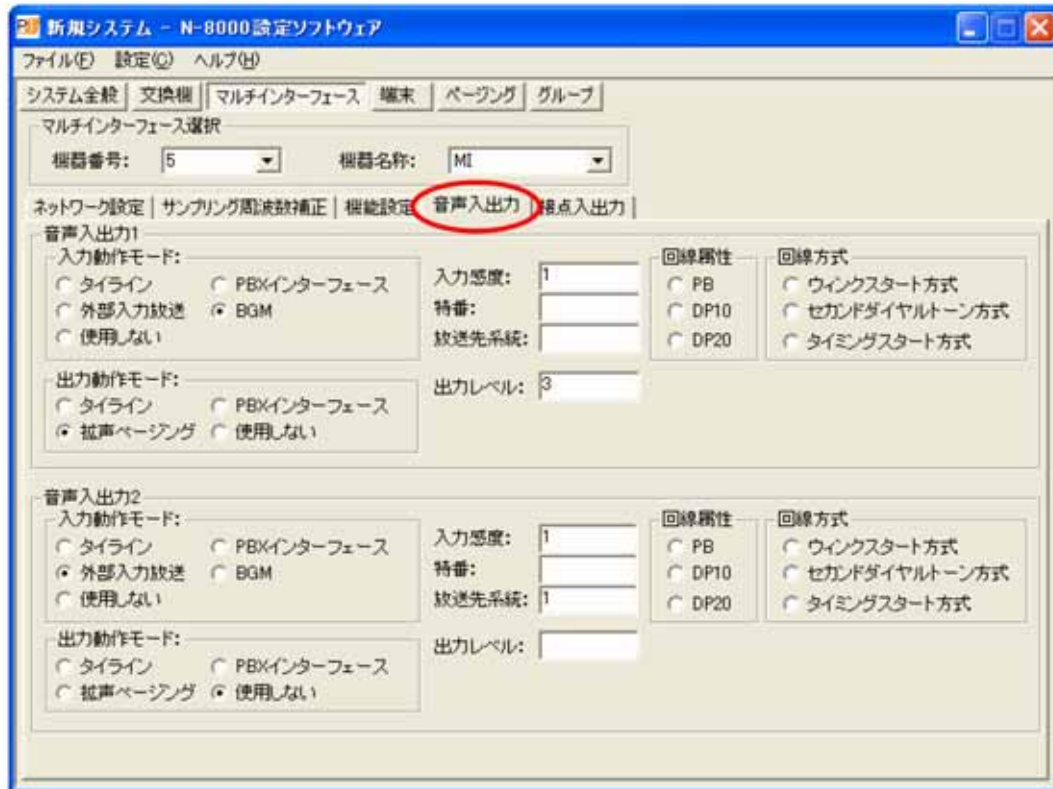 新規システム - N-8000設定ソフトウェア
ファイル(F) 設定(C) ヘルプ(H)
システム全般 交換機 マルチインターフェース 端末 ページング グループ
マルチインターフェース選択
機器番号: 5 機器名称: MI
ネットワーク設定 サンプリング周波数補正 機能設定 音声入出力 接点入出力
音声入出力1
入力動作モード: 回線属性 回線方式
タイライン PBXインターフェース 入力感度: 1 PB ウィンクスタート方式
外部入力放送 BGM 特番: DP10 セカンドダイヤルトーン方式
使用しない 放送先系統: DP20 タイミングスタート方式
出力動作モード: 出力レベル: 3
タイライン PBXインターフェース
拡声ページング 使用しない
音声入出力2
入力動作モード: 回線属性 回線方式
タイライン PBXインターフェース 入力感度: 1 PB ウィンクスタート方式
外部入力放送 BGM 特番: DP10 セカンドダイヤルトーン方式
使用しない 放送先系統: 1 DP20 タイミングスタート方式
出力動作モード: 出力レベル:
タイライン PBXインターフェース
拡声ページング 使用しない